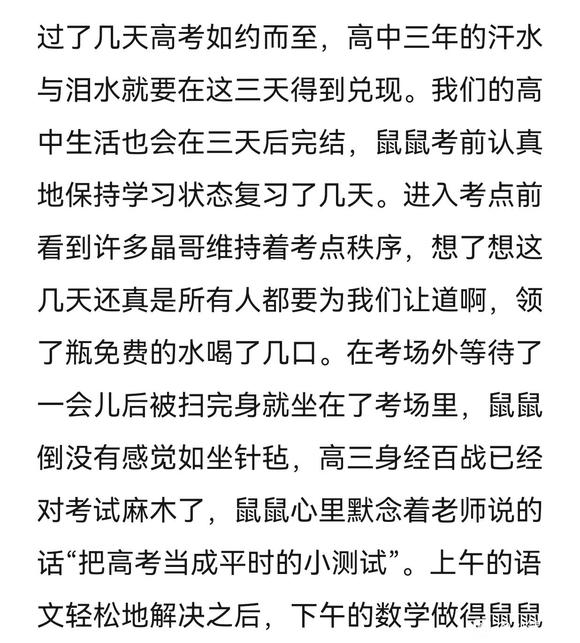 过了几天高考如约而至，高中三年的汗水
与泪水就要在这三天得到兑现。我们的高
中生活也会在三天后完结，鼠鼠考前认真
地保持学习状态复习了几天。进入考点前
看到许多晶哥维持着考点秩序，想了想这
几天还真是所有人都要为我们让道啊，领
了瓶免费的水喝了几口。在考场外等待了
一会儿后被扫完身就坐在了考场里，鼠鼠
倒没有感觉如坐针毡，高三身经百战已经
对考试麻木了，鼠鼠心里默念着老师说的
话“把高考当成平时的小测试”。上午的语
文轻松地解决之后，下午的数学做得鼠鼠